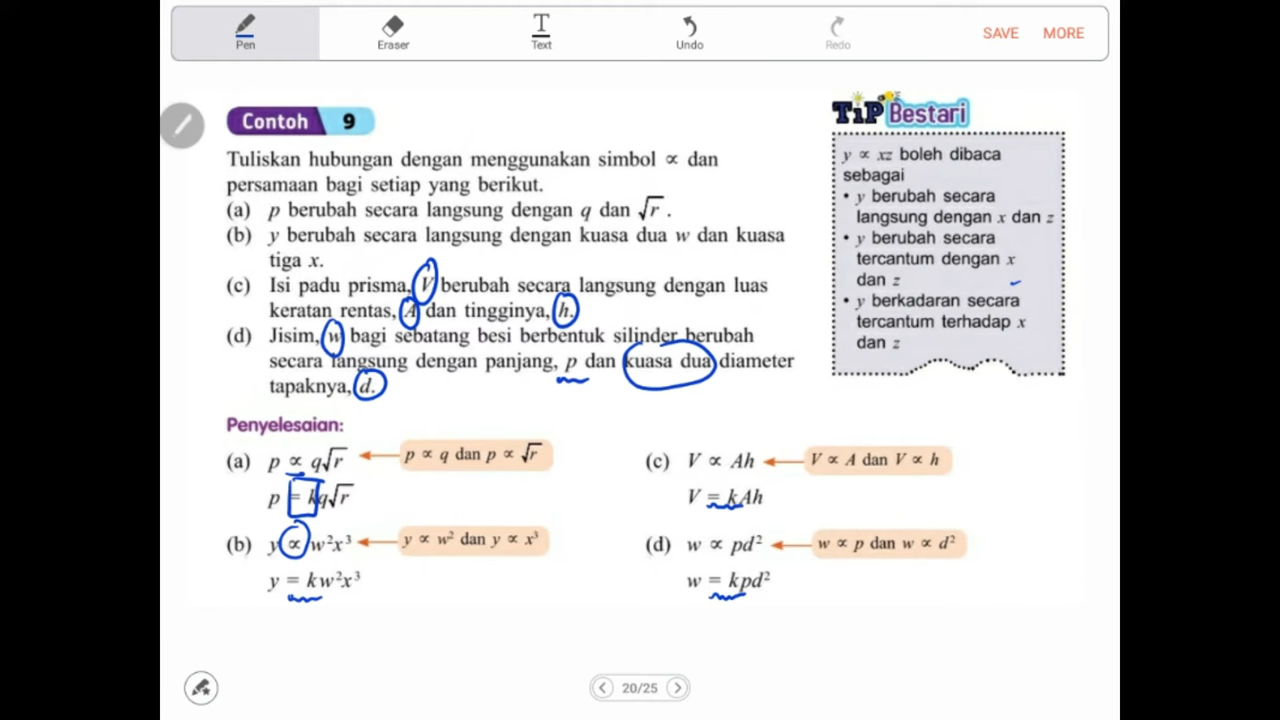 Pen
Eraser
Text
Undo
Redo
SAVE
MORE
Contoh 9
Tuliskan hubungan dengan menggunakan simbol ∝ dan
persamaan bagi setiap yang berikut.
(a) p berubah secara langsung dengan q dan √r.
(b) y berubah secara langsung dengan kuasa dua w dan kuasa
tiga x.
(c) Isi padu prisma, V berubah secara langsung dengan luas
keratan rentas, A dan tingginya, h.
(d) Jisim, w bagi sebatang besi berbentuk silinder berubah
secara langsung dengan panjang, p dan kuasa dua diameter
tapaknya, d.
TiP Bestari
y ∝ xz boleh dibaca
sebagai
• y berubah secara
langsung dengan x dan z
• y berubah secara
tercantum dengan x
dan z
• y berkadaran secara
tercantum terhadap x
dan z
Penyelesaian:
(a) p ∝ q√r
p ∝ q dan p ∝ √r
p = kq√r
(b) y ∝ w²x³
y ∝ w² dan y ∝ x³
y = kw²x³
(c) V ∝ Ah
V ∝ A dan V ∝ h
V = kAh
(d) w ∝ pd²
w ∝ p dan w ∝ d²
w = kpd²
20/25